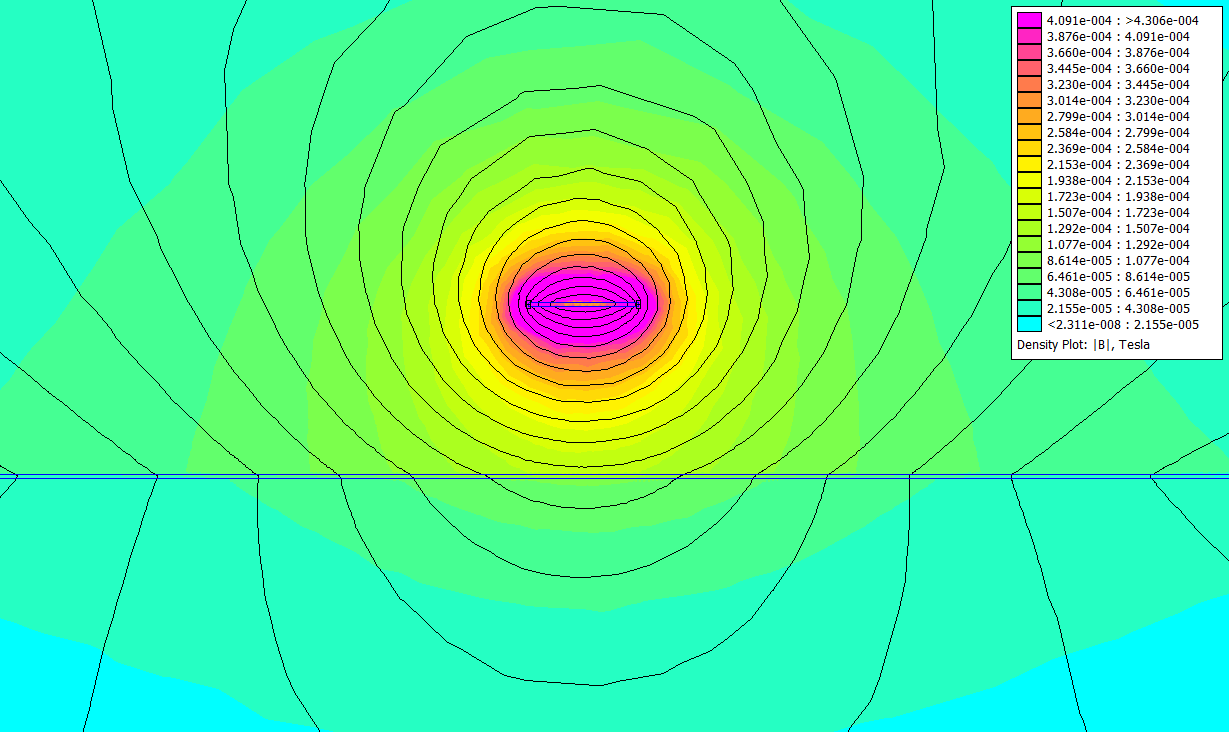 4.091e-004 : >4.306e-004
3.876e-004 : 4.091e-004
3.660e-004 : 3.876e-004
3.445e-004 : 3.660e-004
3.230e-004 : 3.445e-004
3.014e-004 : 3.230e-004
2.799e-004 : 3.014e-004
2.584e-004 : 2.799e-004
2.369e-004 : 2.584e-004
2.153e-004 : 2.369e-004
1.938e-004 : 2.153e-004
1.723e-004 : 1.938e-004
1.507e-004 : 1.723e-004
1.292e-004 : 1.507e-004
1.077e-004 : 1.292e-004
8.614e-005 : 1.077e-004
6.461e-005 : 8.614e-005
4.308e-005 : 6.461e-005
2.155e-005 : 4.308e-005
<2.311e-008 : 2.155e-005
Density Plot: |B|, Tesla